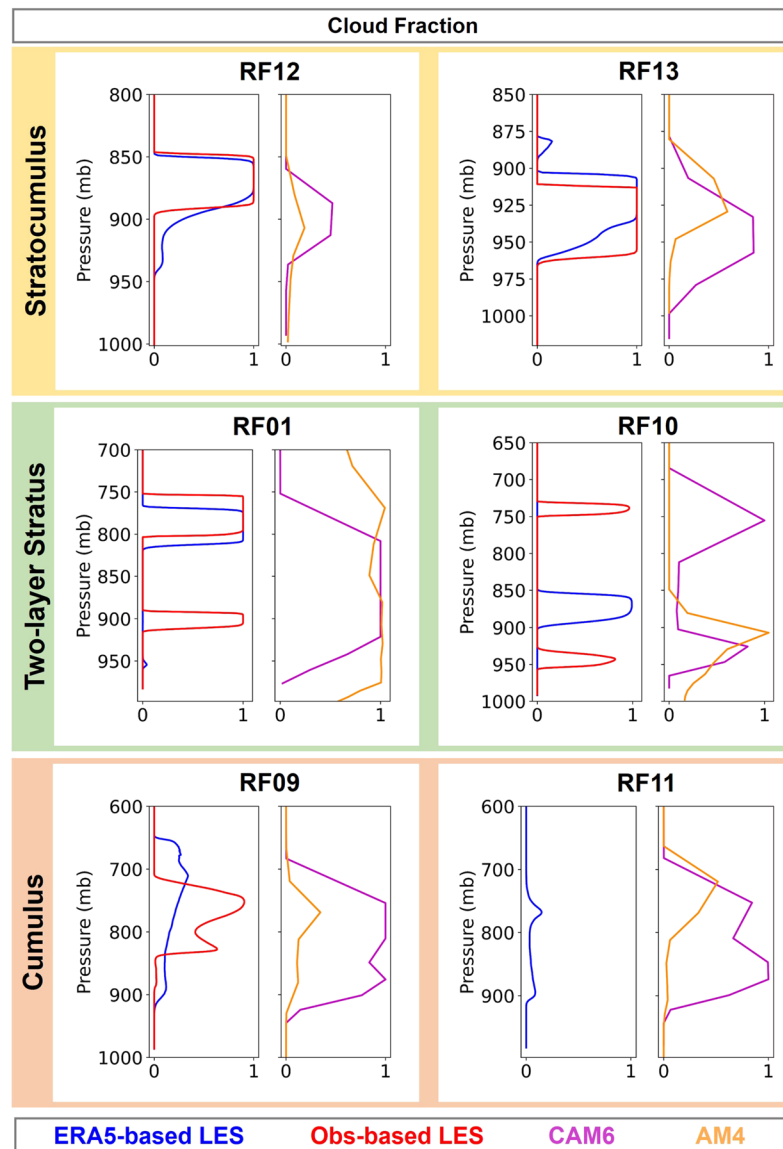 Cloud Fraction
Stratocumulus
RF12
800
850
900
950
1000
Pressure (mb)
0 1 0 1
RF13
850
875
900
925
950
975
1000
Pressure (mb)
0 1 0 1
Two-layer Stratus
RF01
700
750
800
850
900
950
Pressure (mb)
0 1 0 1
RF10
650
700
750
800
850
900
950
1000
Pressure (mb)
0 1 0 1
Cumulus
RF09
600
700
800
900
1000
Pressure (mb)
0 1 0 1
RF11
600
700
800
900
Pressure (mb)
0 1 0 1
ERA5-based LES Obs-based LES CAM6 AM4